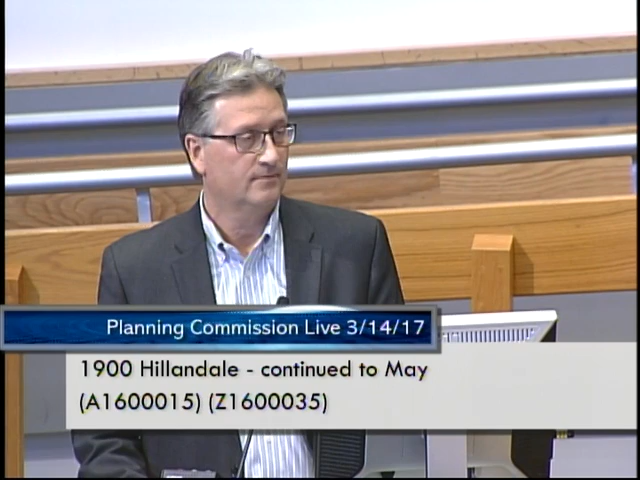 Planning Commission Live 3/14/17
1900 Hillandale - continued to May
(A1600015) (Z1600035)